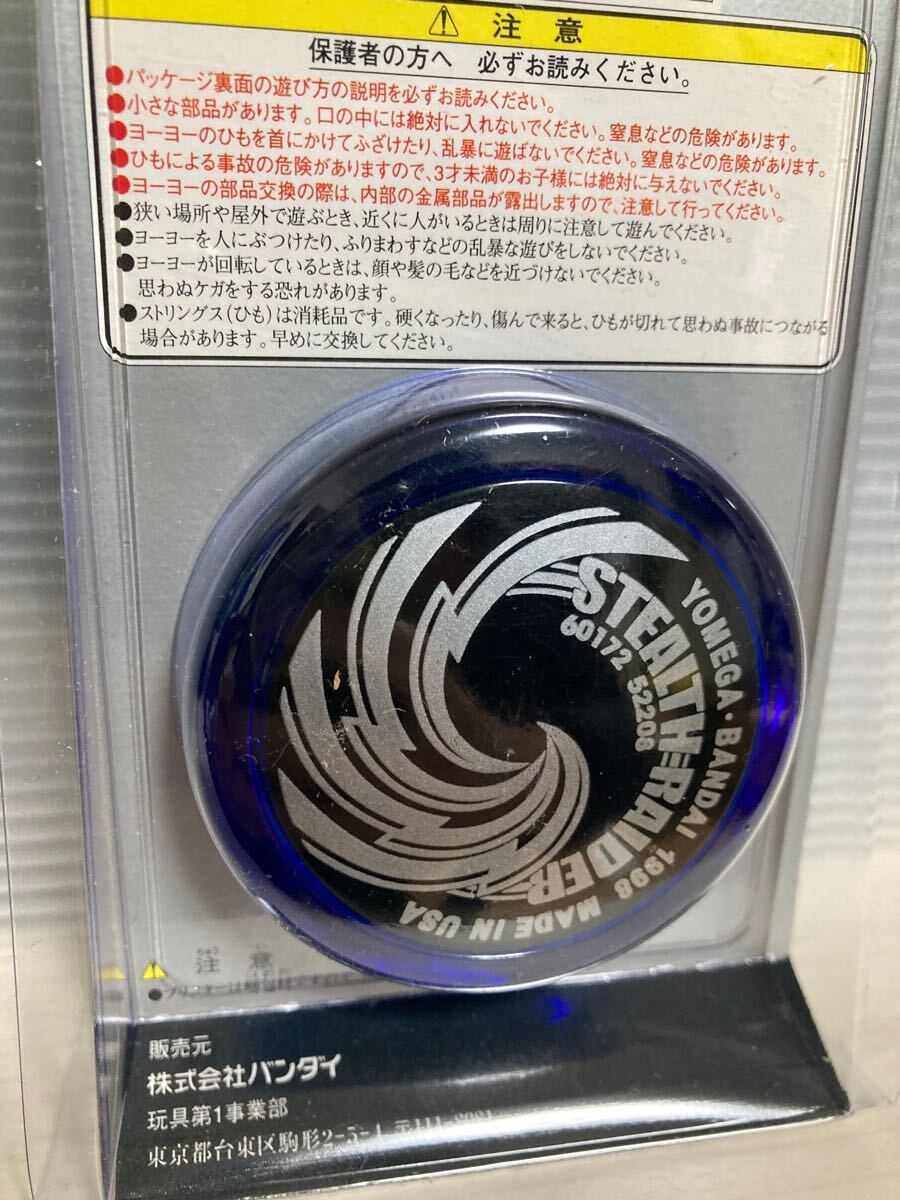 注意
保護者の方へ 必ずお読みください。
●パッケージ裏面の遊び方の説明を必ずお読みください。
●小さな部品があります。口の中には絶対に入れないでください。窒息などの危険があります。
●ヨーヨーのひもを首にかけてふざけたり、乱暴に遊ばないでください。窒息などの危険があります。
●ひもによる事故の危険がありますので、3才未満のお子様には絶対に与えないでください。
●ヨーヨーの部品交換の際は、内部の金属部品が露出しますので、注意して行ってください。
●狭い場所や屋外で遊ぶとき、近くに人がいるときは周りに注意して遊んでください。
●ヨーヨーを人にぶつけたり、ふりまわすなどの乱暴な遊びをしないでください。
●ヨーヨーが回転しているときは、顔や髪の毛などを近づけないでください。
思わぬケガをする恐れがあります。
●ストリングス(ひも)は消耗品です。硬くなったり、傷んで来ると、ひもが切れて思わぬ事故につながる
場合があります。早めに交換してください。
STEALTH=RAIDER
60172 52208
YOMEGA・BANDAI 1998 MADE IN USA
注意
販売元
株式会社バンダイ
玩具第1事業部
東京都台東区駒形2-5-4 〒111-